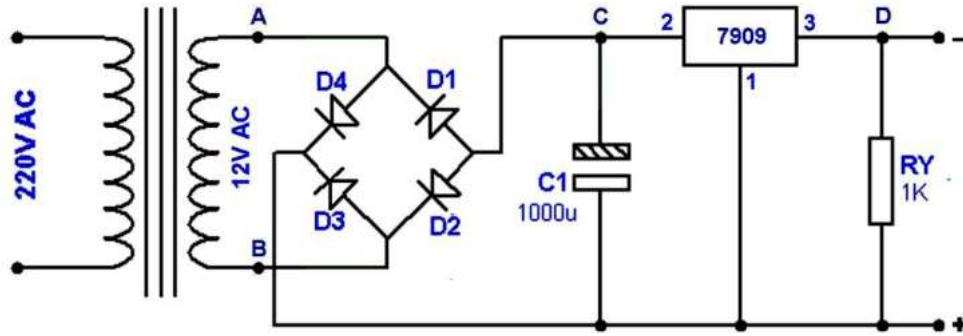 220V AC
12V AC
A
B
D4
D1
D3
D2
C
2
7909
3
1
D
-
C1
1000u
RY
1K
+